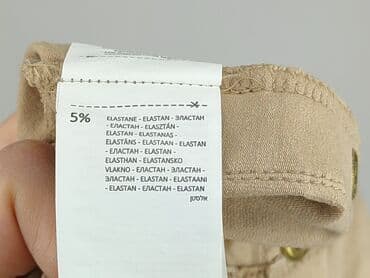 5%
ELASTANE - ELASTAN - ЭЛАСТАН
- ЕЛАСТАН - ELASZTÁN -
ELASTAN - ELASTANAS -
ELASTĀNS - ELASTAAN - ELASTAN
- ЕЛАСТАН - ELASTAN -
ELASTHAN - ELASTANSKO
VLAKNO - ЕЛАСТАН - ЭЛАСТАН -
- ELASTAN - ELASTAN - ELASTAANI
- ELASTAN - ЕЛАСТАН - ELASTAN
אלסטן